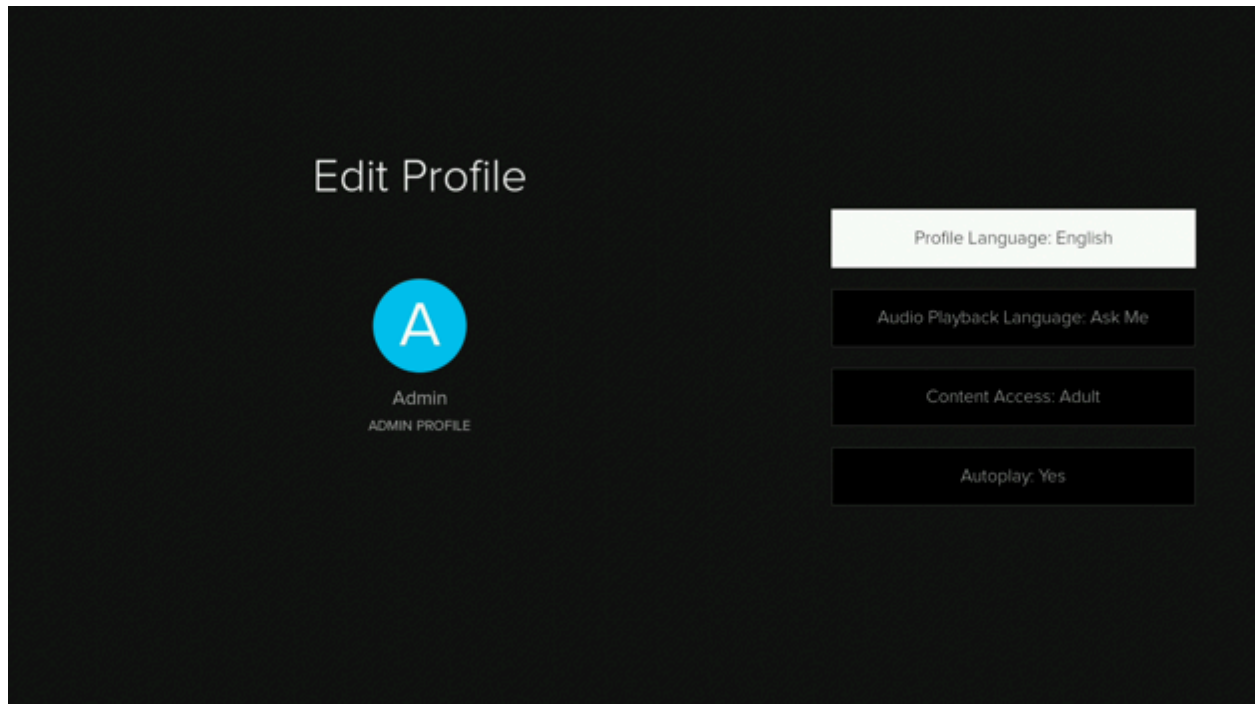 Edit Profile
A
Admin
ADMIN PROFILE
Profile Language: English
Audio Playback Language: Ask Me
Content Access: Adult
Autoplay: Yes